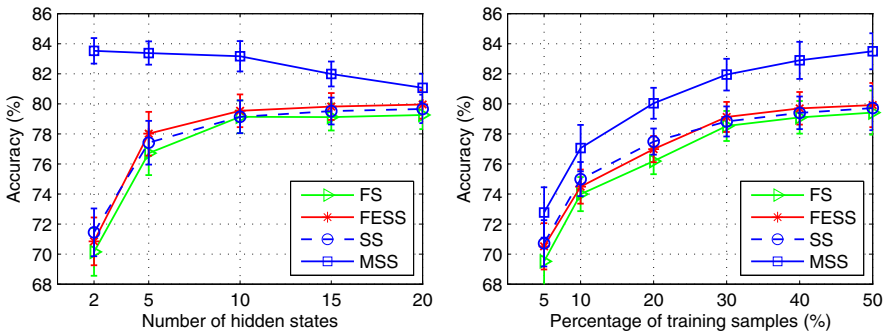 86
84
82
80
78
76
74
72
70
68
Accuracy (%)
2
5
10
15
20
Number of hidden states
FS
FESS
SS
MSS
86
84
82
80
78
76
74
72
70
68
Accuracy (%)
5
10
20
30
40
50
Percentage of training samples (%)
FS
FESS
SS
MSS